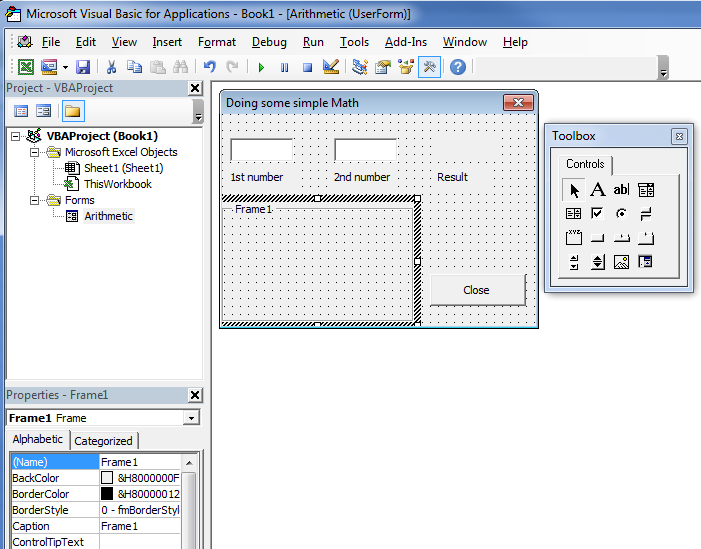 Microsoft Visual Basic for Applications - Book1 - [Arithmetic (UserForm)]
File Edit View Insert Format Debug Run Tools Add-Ins Window Help
Project - VBAProject
VBAProject (Book1)
Microsoft Excel Objects
Sheet1 (Sheet1)
ThisWorkbook
Forms
Arithmetic
Doing some simple Math
1st number 2nd number Result
Frame1
Close
Toolbox
Controls
A ab|
XYZ
Properties - Frame1
Frame1 Frame
Alphabetic Categorized
(Name) Frame1
BackColor &H8000000F
BorderColor &H80000012
BorderStyle 0 - fmBorderStyl
Caption Frame1
ControlTipText